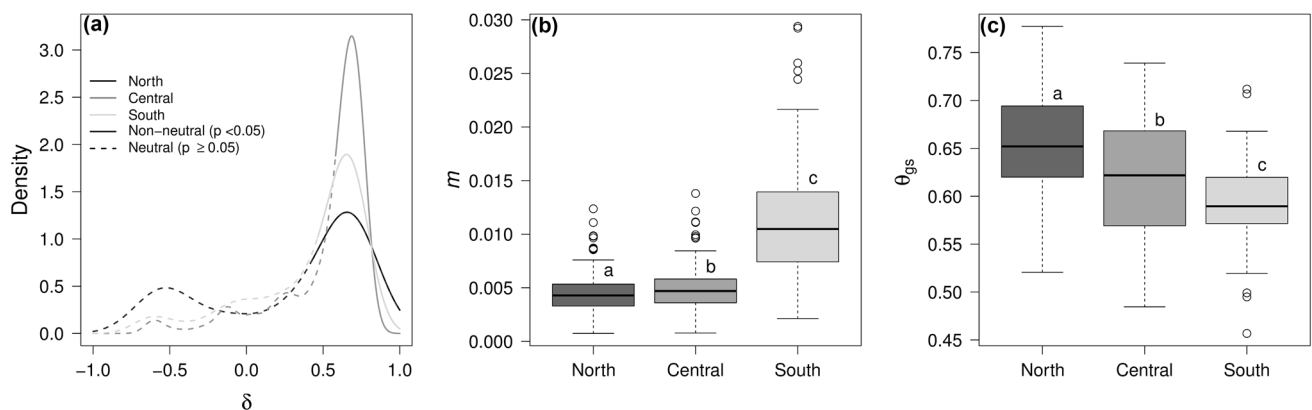 (a)
3.0
2.5
2.0
1.5
1.0
0.5
0.0
Density
North
Central
South
Non−neutral (p <0.05)
Neutral (p ≥ 0.05)
−1.0 −0.5 0.0 0.5 1.0
δ
(b)
0.030
0.025
0.020
0.015
0.010
0.005
0.000
m
a
b
c
North Central South
(c)
0.75
0.70
0.65
0.60
0.55
0.50
0.45
θgs
a
b
c
North Central South